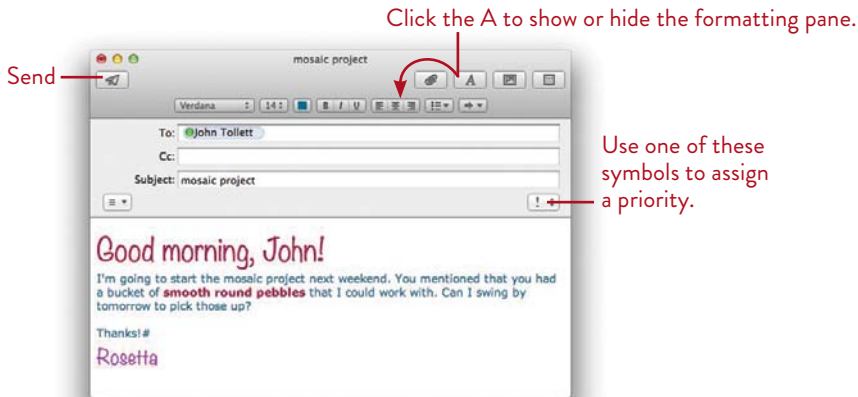 Click the A to show or hide the formatting pane.
mosaic project
Send
A
Verdana 14 B I U
To: John Tollett
Cc:
Subject: mosaic project
!
Use one of these
symbols to assign
a priority.
Good morning, John!
I'm going to start the mosaic project next weekend. You mentioned that you had
a bucket of smooth round pebbles that I could work with. Can I swing by
tomorrow to pick those up?
Thanks!#
Rosetta